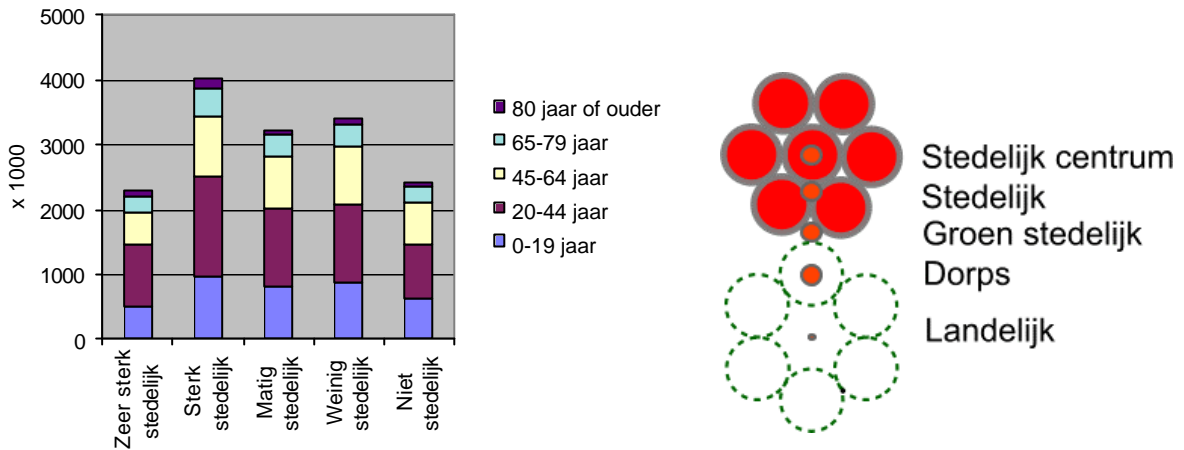 5000
4000
3000
2000
1000
0
x 1000
Zeer sterk
stedelijk
Sterk
stedelijk
Matig
stedelijk
Weinig
stedelijk
Niet
stedelijk
80 jaar of ouder
65-79 jaar
45-64 jaar
20-44 jaar
0-19 jaar
Stedelijk centrum
Stedelijk
Groen stedelijk
Dorps
Landelijk